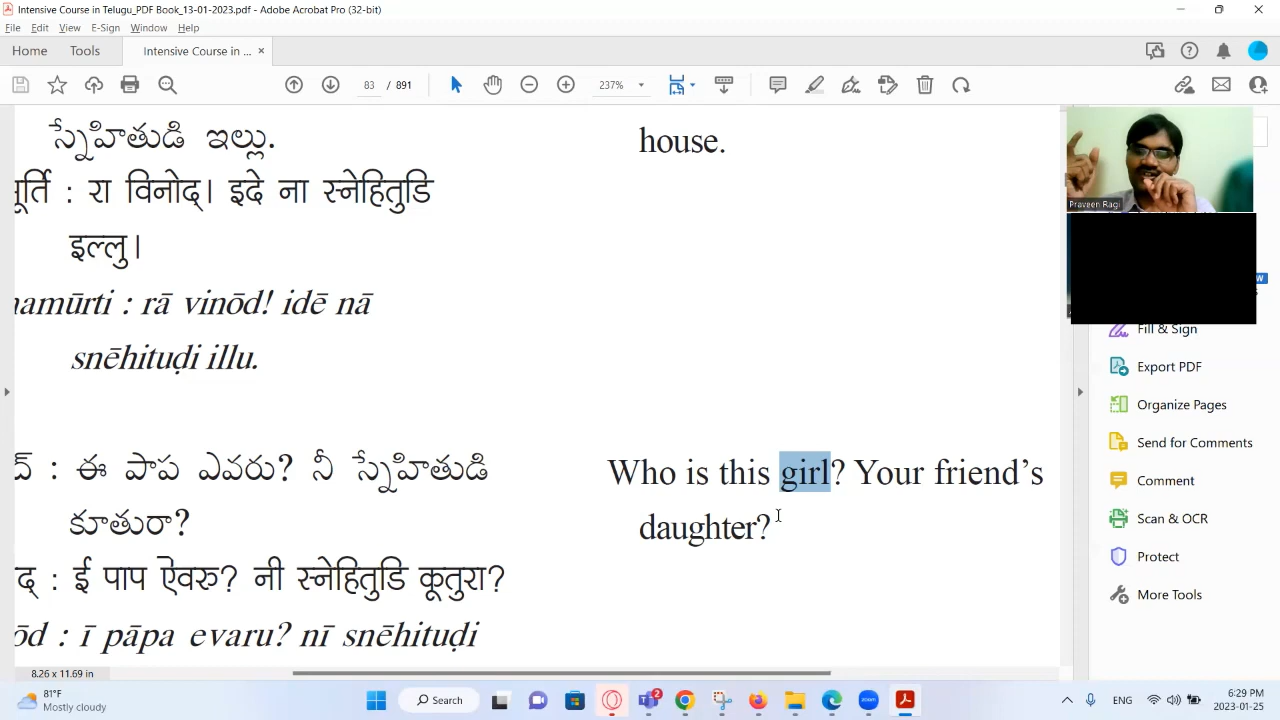 Intensive Course in Telugu_PDF Book_13-01-2023.pdf - Adobe Acrobat Pro (32-bit)
File Edit View E-Sign Window Help
Home Tools Intensive Course in ... ×
83 / 891 237%
స్నేహితుడి ఇల్లు. house.
मूर्ति : रा विनोद्। इदे ना स्नेहितुडि
इल्लु।
namūrti : rā vinōd! idē nā
snēhituḍi illu.
ద్ : ఈ పాప ఎవరు? నీ స్నేహితుడి Who is this girl? Your friend's
కూతురా? daughter?
द् : ई पाप ऐवरु? नी स्नेहितुडि कूतुरा?
ōd : ī pāpa evaru? nī snēhituḍi
8.26 x 11.69 in
Praveen Ragi
Fill & Sign
Export PDF
Organize Pages
Send for Comments
Comment
Scan & OCR
Protect
More Tools
81°F
Mostly cloudy
Search
2
zoom
ENG
6:29 PM
2023-01-25